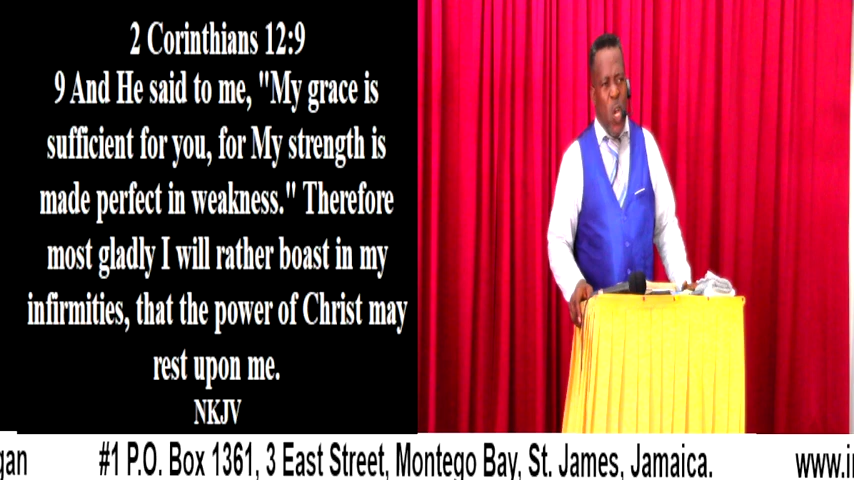 2 Corinthians 12:9
9 And He said to me, "My grace is
sufficient for you, for My strength is
made perfect in weakness." Therefore
most gladly I will rather boast in my
infirmities, that the power of Christ may
rest upon me.
NKJV
gan #1 P.O. Box 1361, 3 East Street, Montego Bay, St. James, Jamaica. www.i